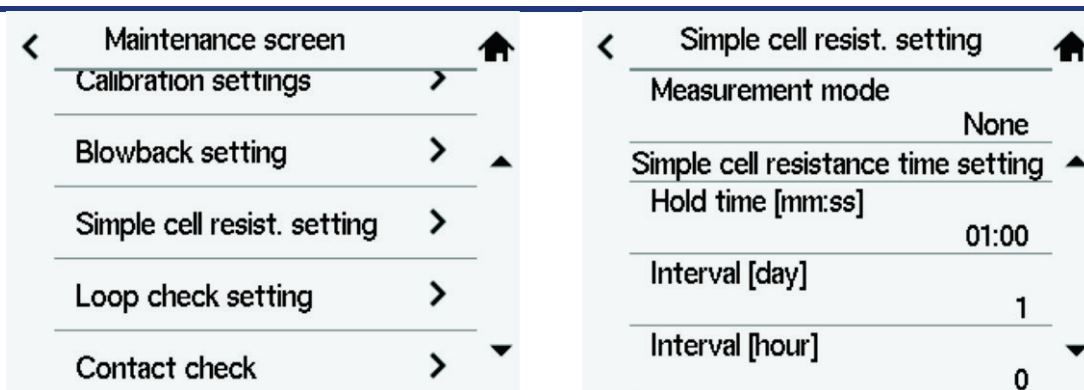 Maintenance screen
Calibration settings
Blowback setting
Simple cell resist. setting
Loop check setting
Contact check
Simple cell resist. setting
Measurement mode
None
Simple cell resistance time setting
Hold time [mm:ss]
01:00
Interval [day]
1
Interval [hour]
0